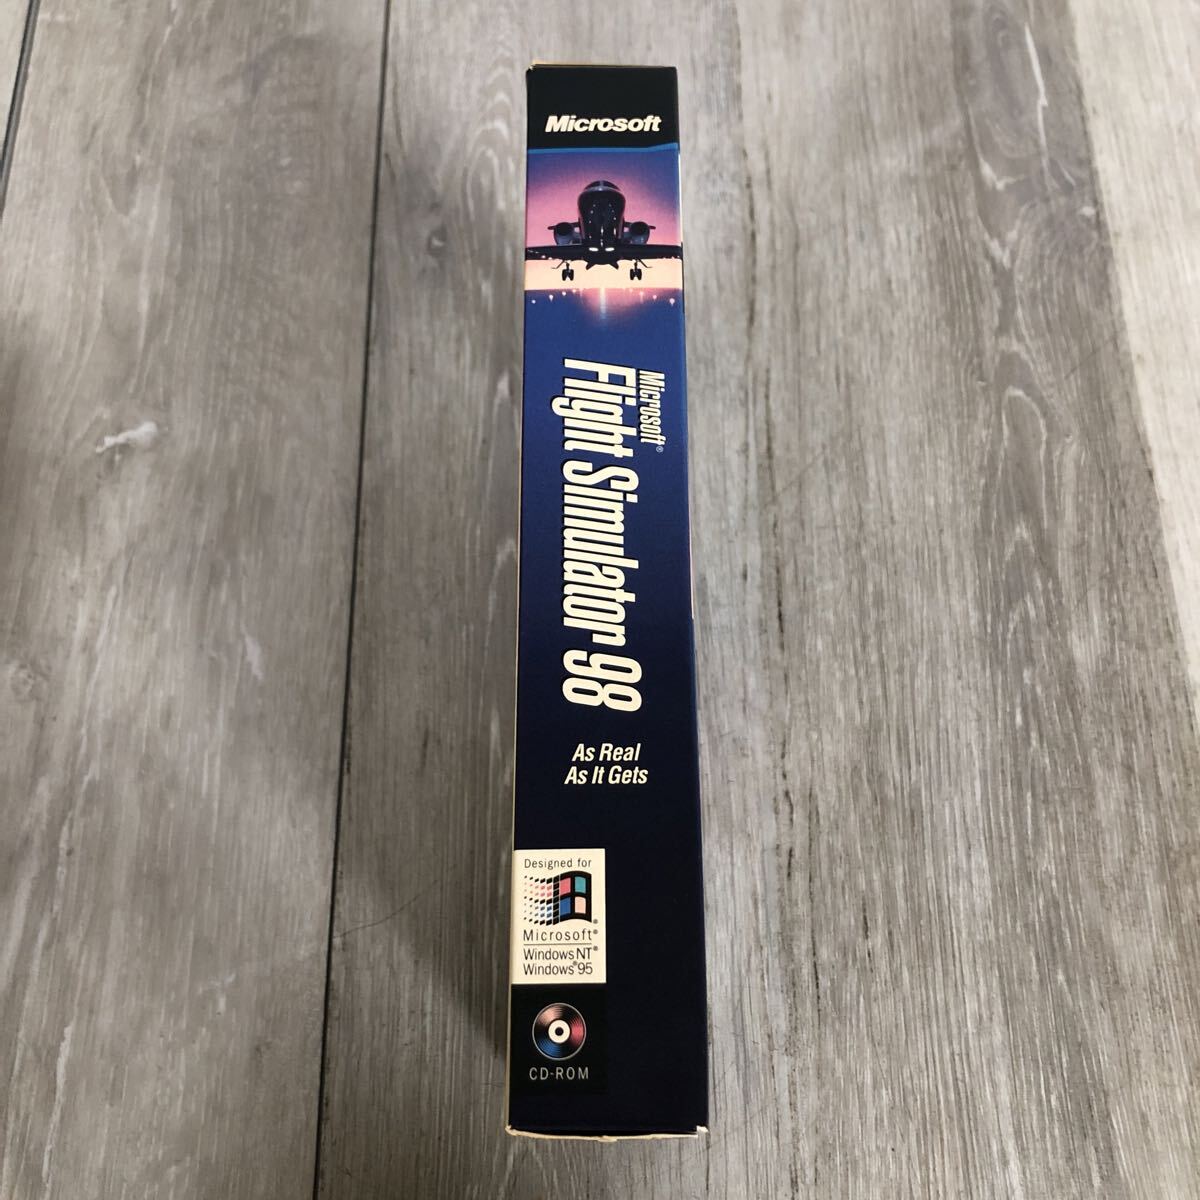 Microsoft
Microsoft®
Flight Simulator 98
As Real
As It Gets
Designed for
Microsoft®
Windows NT®
Windows®95
CD-ROM